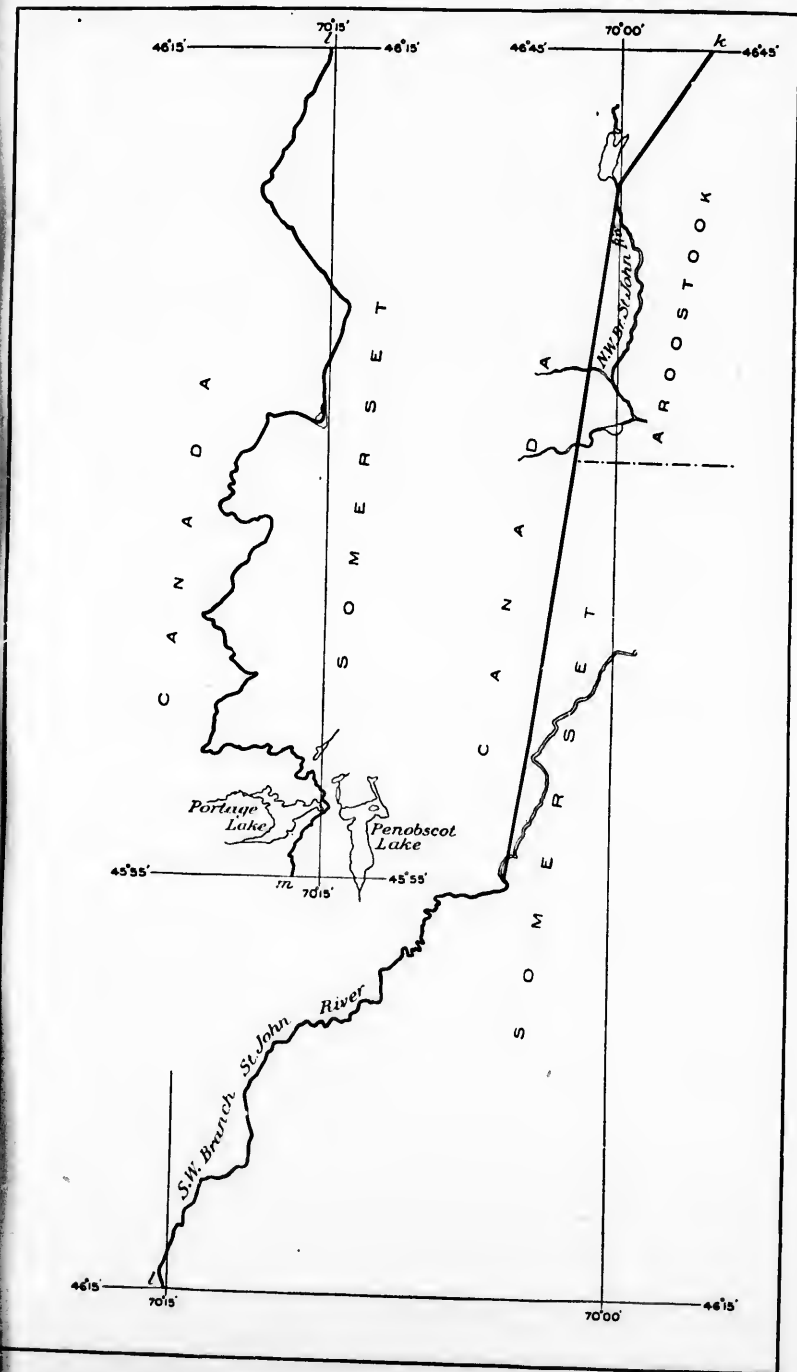 70°15'
l
46°15' 46°15'
46°45'
70°00'
k
46°45'
CANADA
SOMERSET
N.W. Br. St. John Riv.
AROOSTOOK
CANADA
SOMERSET
Portage
Lake
Penobscot
Lake
45°55'
m
70°15'
45°55'
S.W. Branch St. John River
l
46°15'
70°15'
70°00'
46°15'